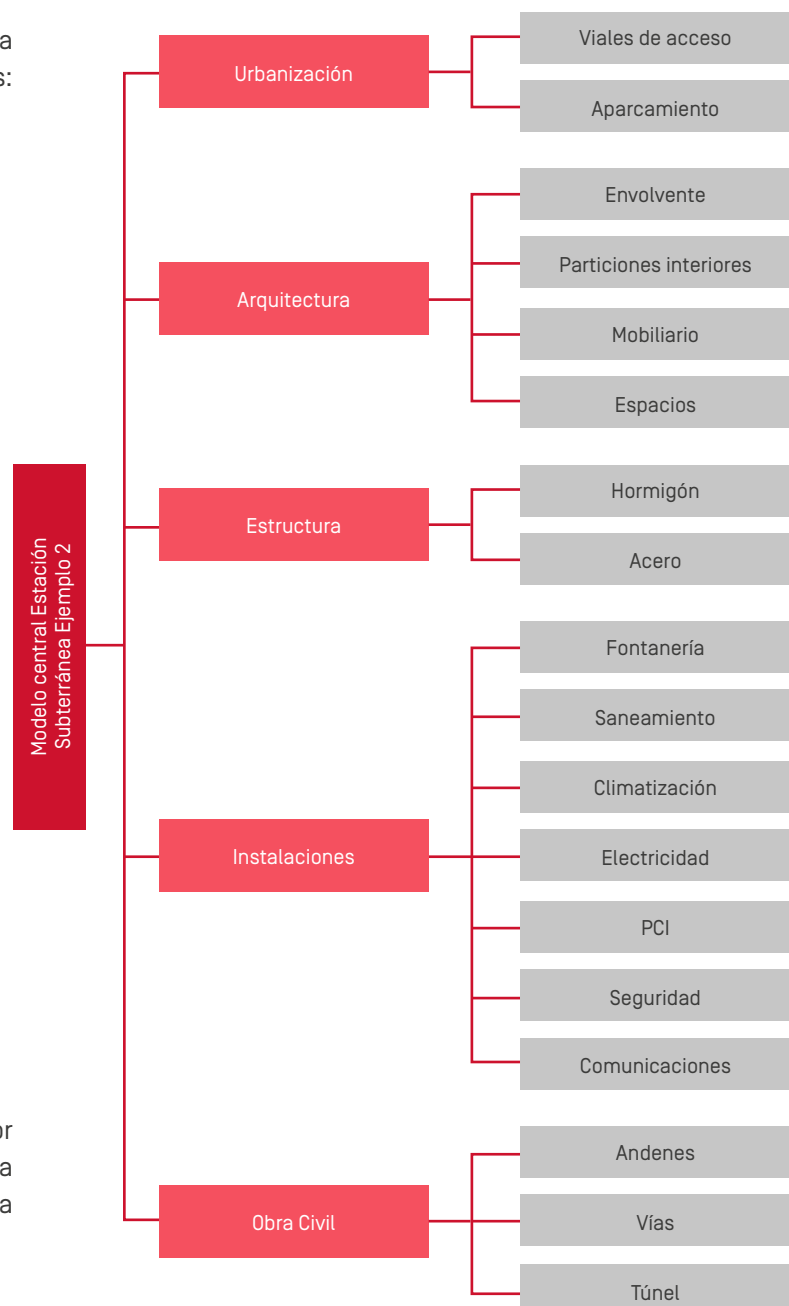 a
s:
Modelo central Estación
Subterránea Ejemplo 2
Urbanización
Viales de acceso
Aparcamiento
Arquitectura
Envolvente
Particiones interiores
Mobiliario
Espacios
Estructura
Hormigón
Acero
Instalaciones
Fontanería
Saneamiento
Climatización
Electricidad
PCI
Seguridad
Comunicaciones
Obra Civil
Andenes
Vías
Túnel
or
a
a